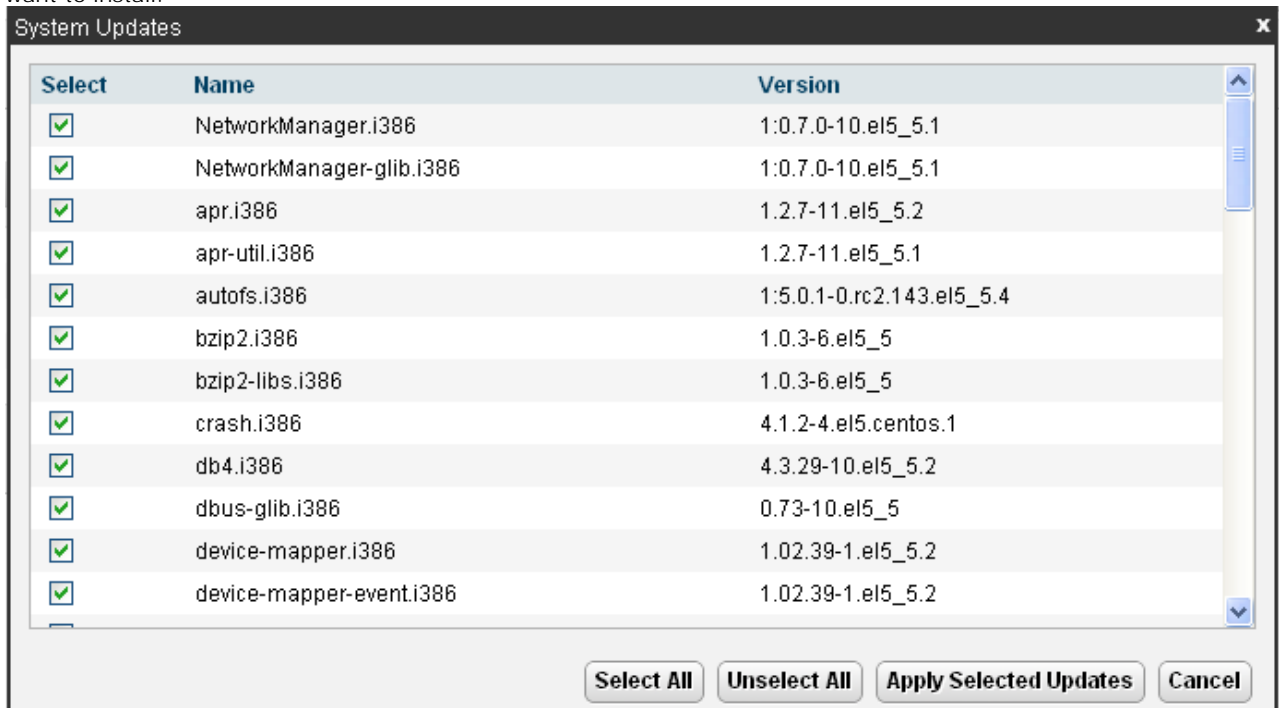 want to install.
System Updates x
Select Name Version
NetworkManager.i386 1:0.7.0-10.el5_5.1
NetworkManager-glib.i386 1:0.7.0-10.el5_5.1
apr.i386 1.2.7-11.el5_5.2
apr-util.i386 1.2.7-11.el5_5.1
autofs.i386 1:5.0.1-0.rc2.143.el5_5.4
bzip2.i386 1.0.3-6.el5_5
bzip2-libs.i386 1.0.3-6.el5_5
crash.i386 4.1.2-4.el5.centos.1
db4.i386 4.3.29-10.el5_5.2
dbus-glib.i386 0.73-10.el5_5
device-mapper.i386 1.02.39-1.el5_5.2
device-mapper-event.i386 1.02.39-1.el5_5.2
Select All Unselect All Apply Selected Updates Cancel